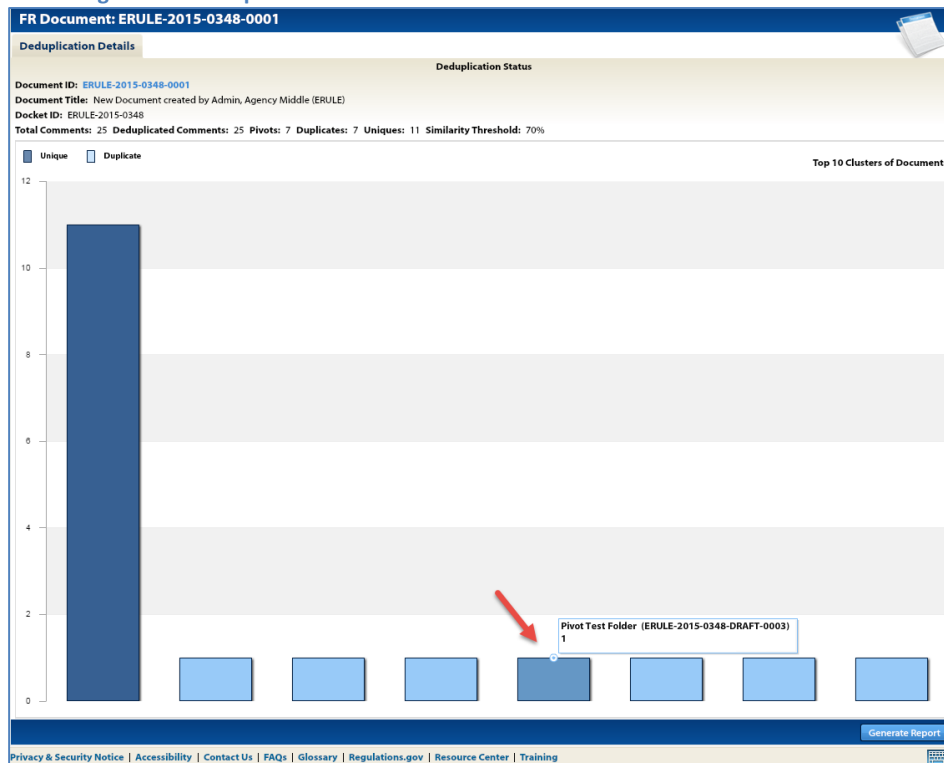 FR Document: ERULE-2015-0348-0001
Deduplication Details
Deduplication Status
Document ID: ERULE-2015-0348-0001
Document Title: New Document created by Admin, Agency Middle (ERULE)
Docket ID: ERULE-2015-0348
Total Comments: 25 Deduplicated Comments: 25 Pivots: 7 Duplicates: 7 Uniques: 11 Similarity Threshold: 70%
Unique Duplicate
Top 10 Clusters of Document
12
10
8
6
4
2
0
Pivot Test Folder (ERULE-2015-0348-DRAFT-0003)
1
Generate Report
Privacy & Security Notice | Accessibility | Contact Us | FAQs | Glossary | Regulations.gov | Resource Center | Training